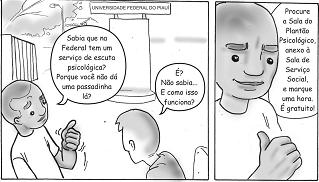 UNIVERSIDADE FEDERAL DO PIAUÍ
Sabia que na
Federal tem um
serviço de escuta
psicológica?
Porque você não dá
uma passadinha
lá?
É?
Não sabia...
E como isso
funciona?
Procure
a Sala do
Plantão
Psicológico,
anexo à
Sala de
Serviço
Social,
e marque
uma hora.
É gratuito!